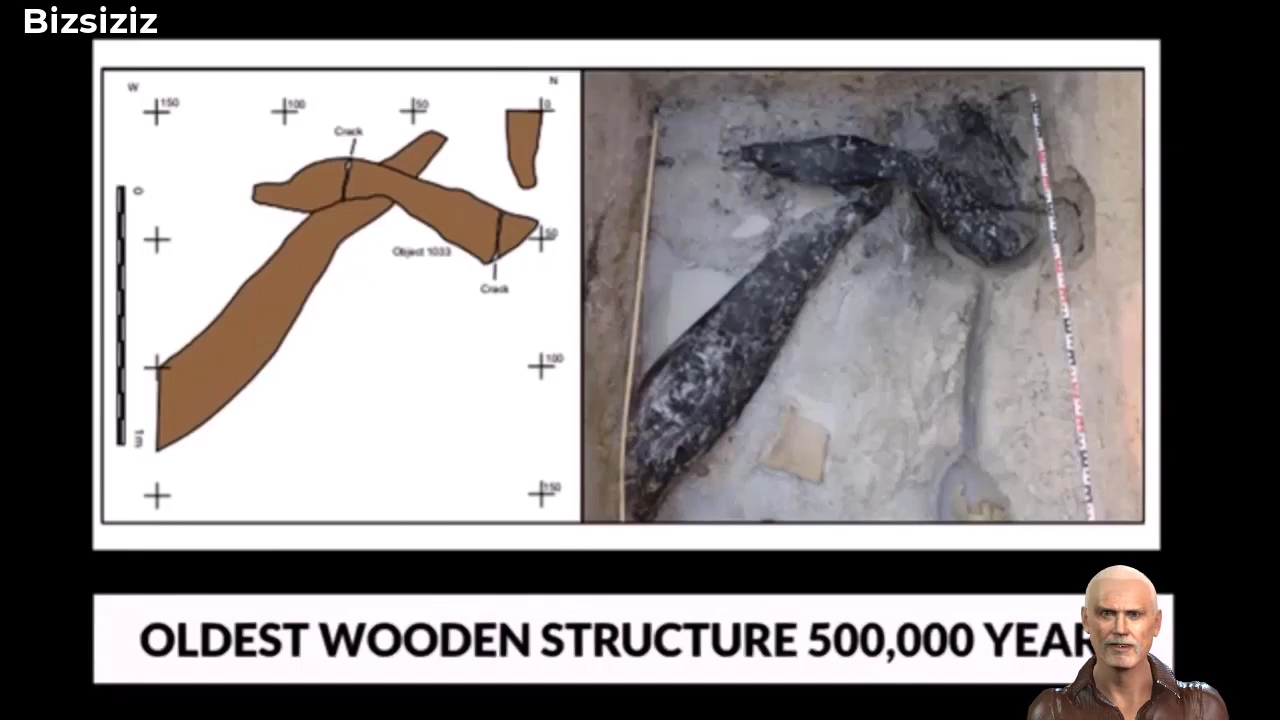 Bizsiziz
W
N
150
100
50
0
Crack
0
50
Object 1033
Crack
100
1m
150
OLDEST WOODEN STRUCTURE 500,000 YEAR